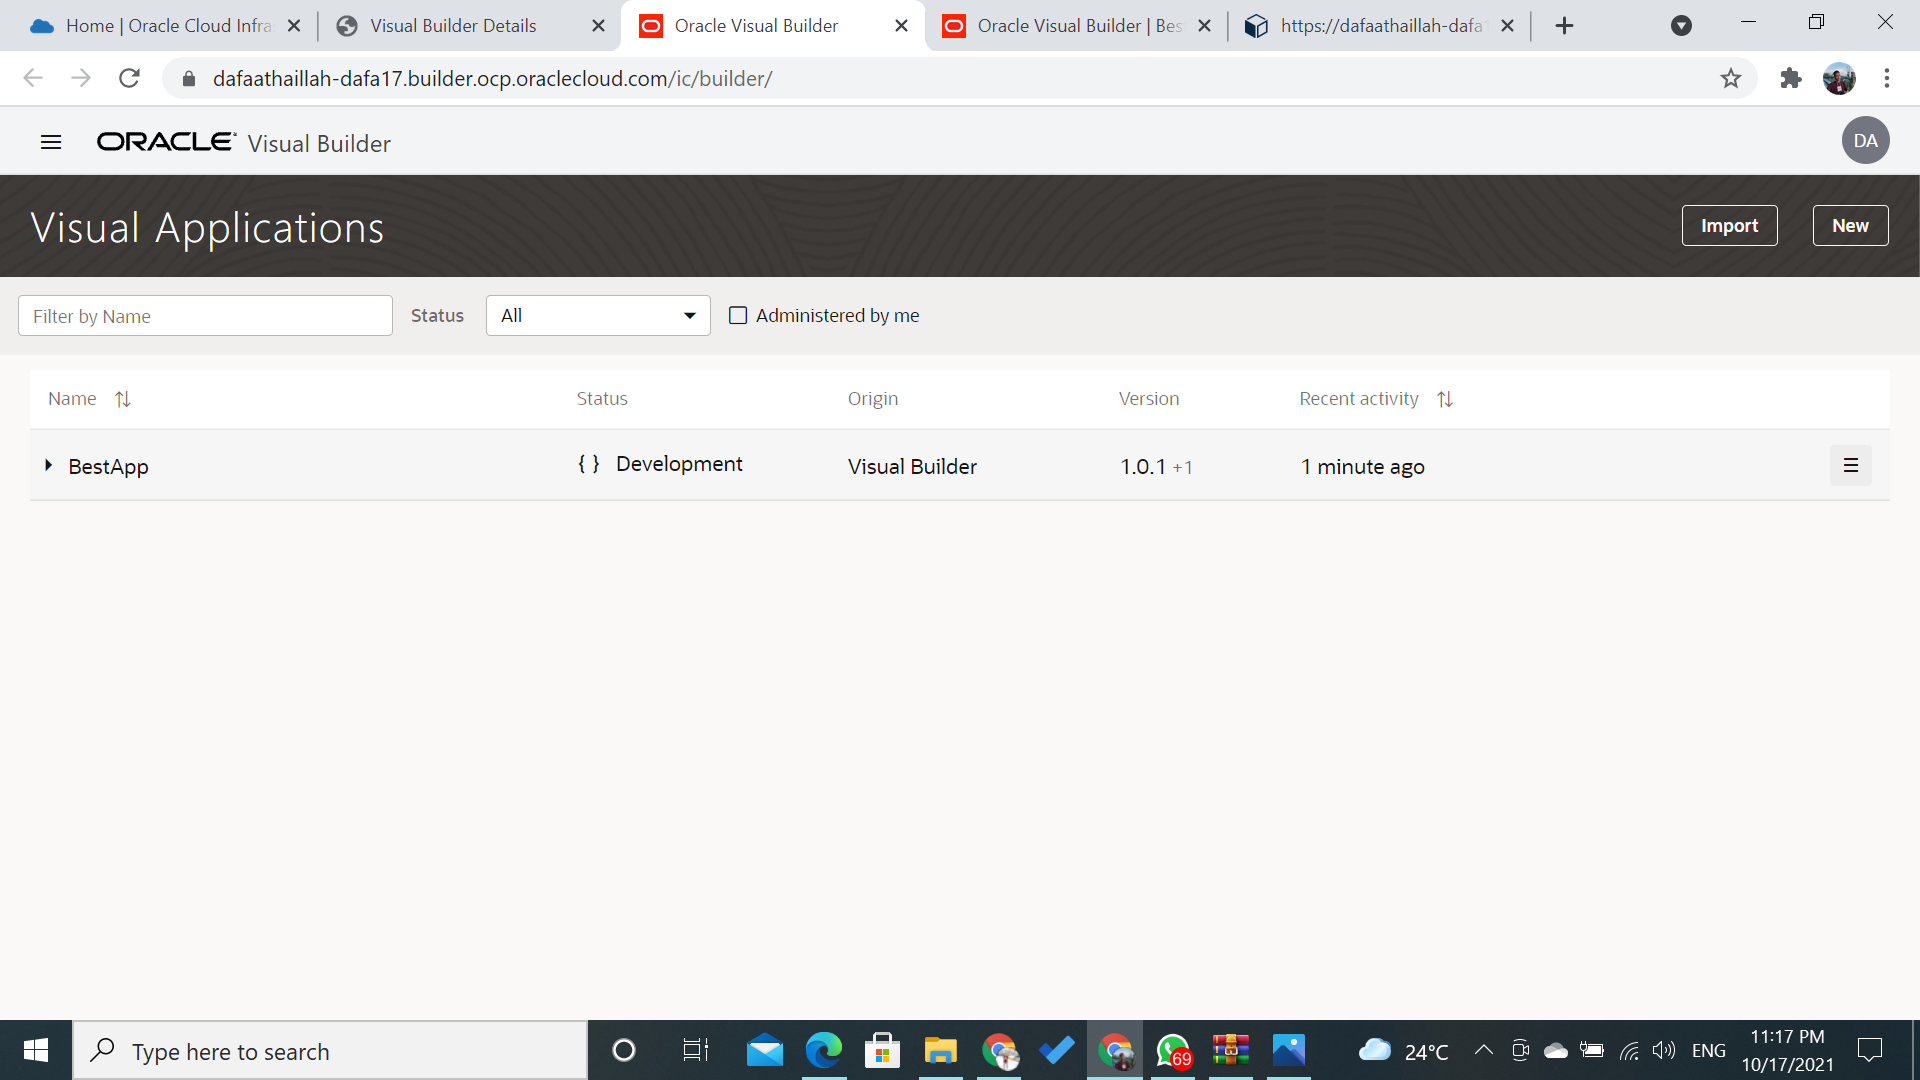 Home | Oracle Cloud Infra
Visual Builder Details
Oracle Visual Builder
Oracle Visual Builder | Bes
https://dafaathaillah-dafa
dafaathaillah-dafa17.builder.ocp.oraclecloud.com/ic/builder/
ORACLE Visual Builder
DA
Visual Applications
Import
New
Filter by Name
Status
All
Administered by me
Name
Status
Origin
Version
Recent activity
BestApp
{ } Development
Visual Builder
1.0.1 +1
1 minute ago
Type here to search
69
24°C
ENG
11:17 PM
10/17/2021